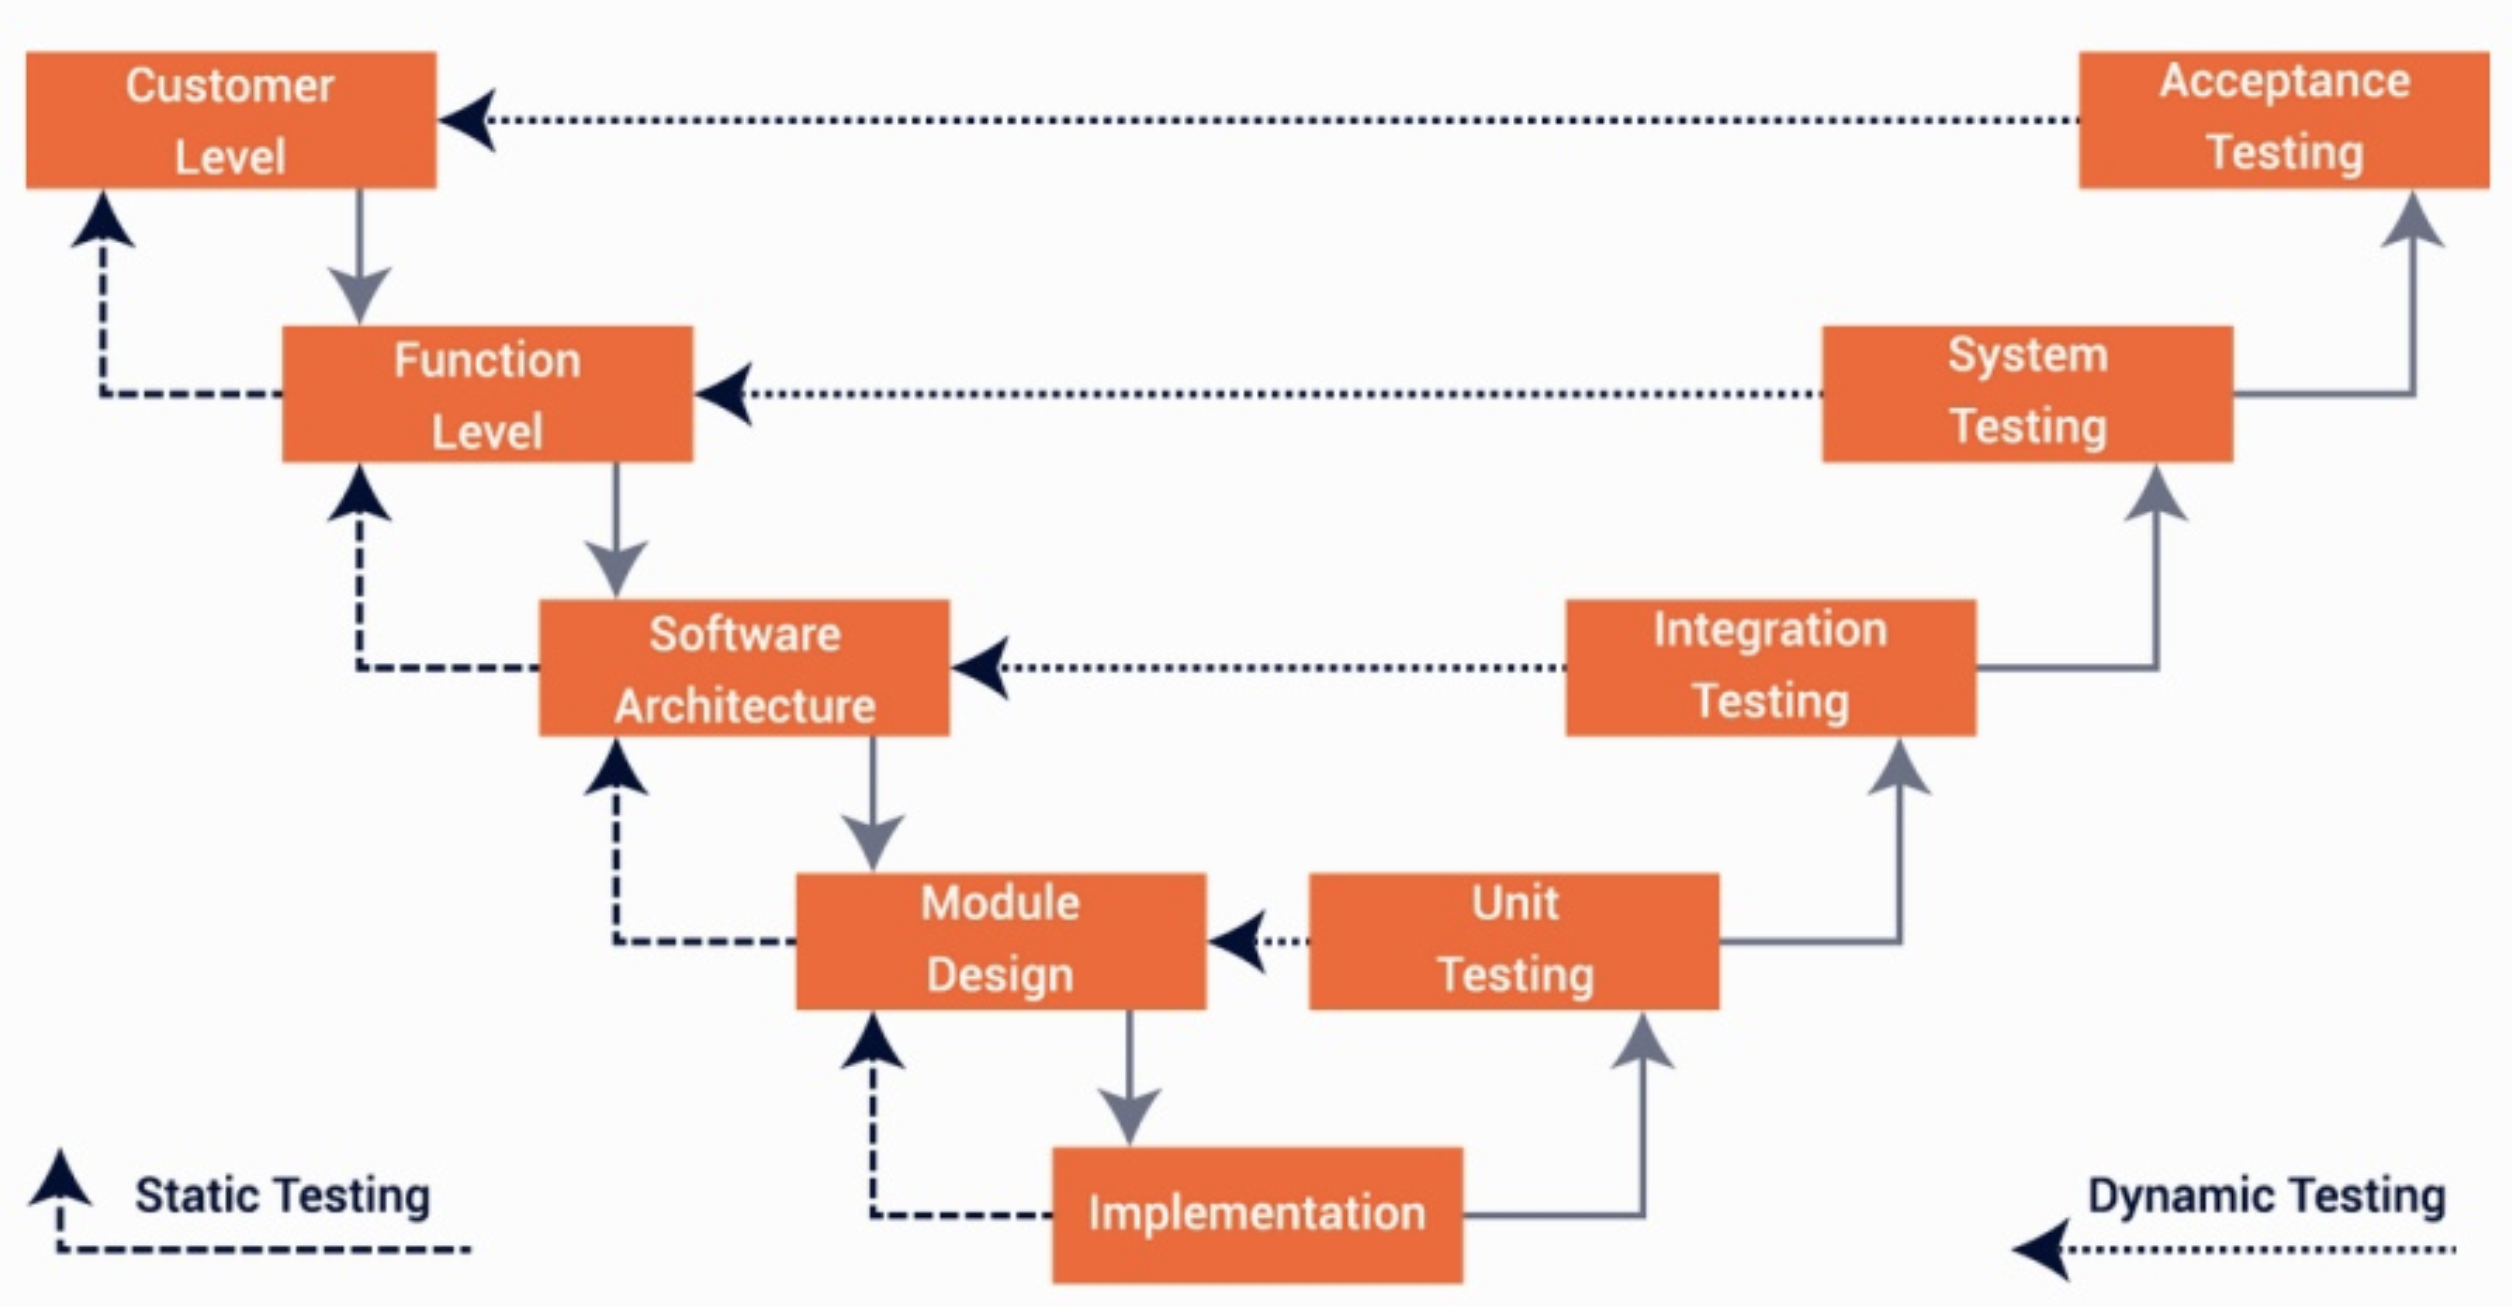 Customer
Level
Acceptance
Testing
Function
Level
System
Testing
Software
Architecture
Integration
Testing
Module
Design
Unit
Testing
Implementation
Static Testing
Dynamic Testing